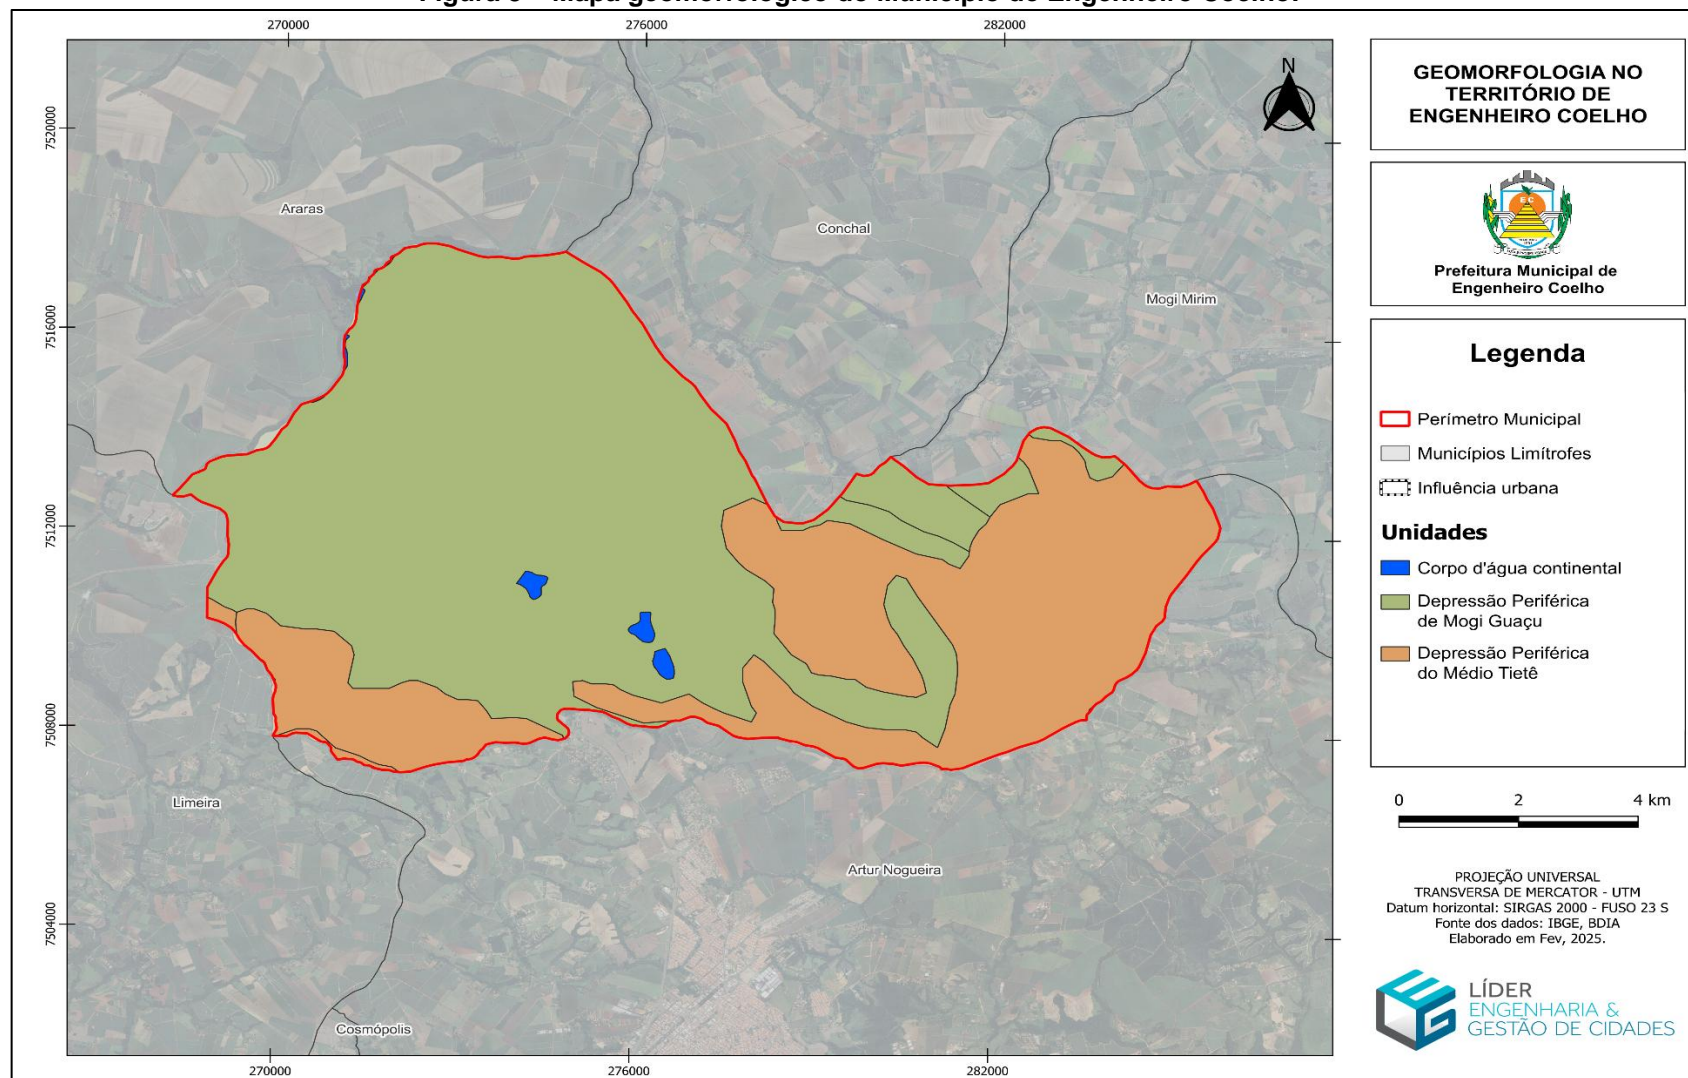 270000
276000
282000
7520000
7516000
7512000
7508000
7504000
N
Araras
Conchal
Mogi Mirim
Limeira
Artur Nogueira
Cosmópolis
270000
276000
282000
GEOMORFOLOGIA NO
TERRITÓRIO DE
ENGENHEIRO COELHO
Prefeitura Municipal de
Engenheiro Coelho
Legenda
Perímetro Municipal
Municípios Limítrofes
Influência urbana
Unidades
Corpo d'água continental
Depressão Periférica
de Mogi Guaçu
Depressão Periférica
do Médio Tietê
0 2 4 km
PROJEÇÃO UNIVERSAL
TRANSVERSA DE MERCATOR - UTM
Datum horizontal: SIRGAS 2000 - FUSO 23 S
Fonte dos dados: IBGE, BDIA
Elaborado em Fev, 2025.
LÍDER
ENGENHARIA &
GESTÃO DE CIDADES